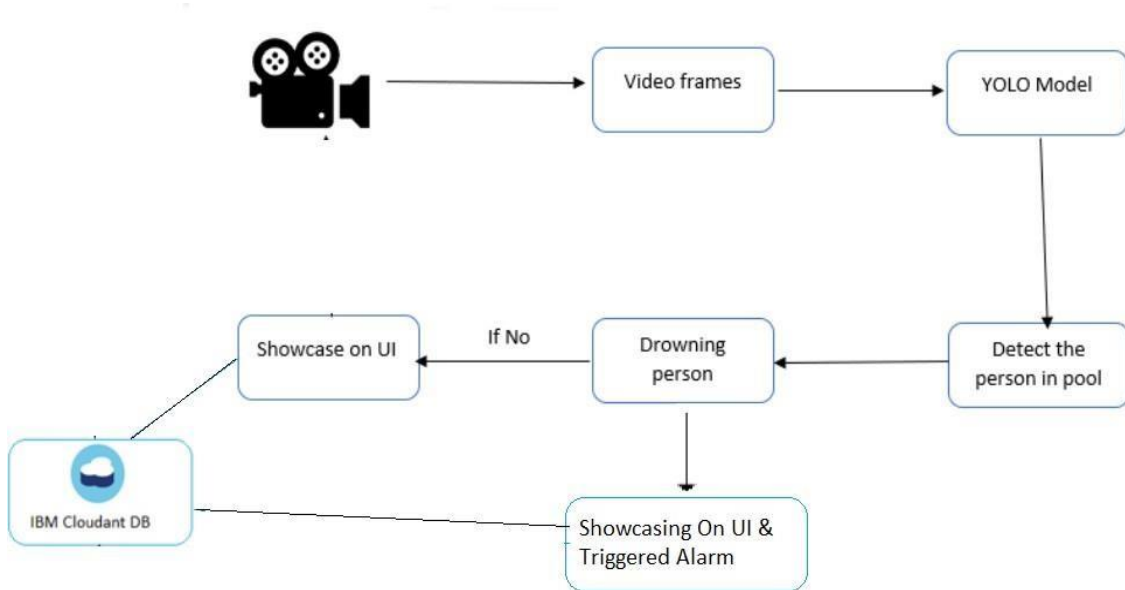 Video frames
YOLO Model
Showcase on UI
If No
Drowning
person
Detect the
person in pool
IBM Cloudant DB
Showcasing On UI &
Triggered Alarm